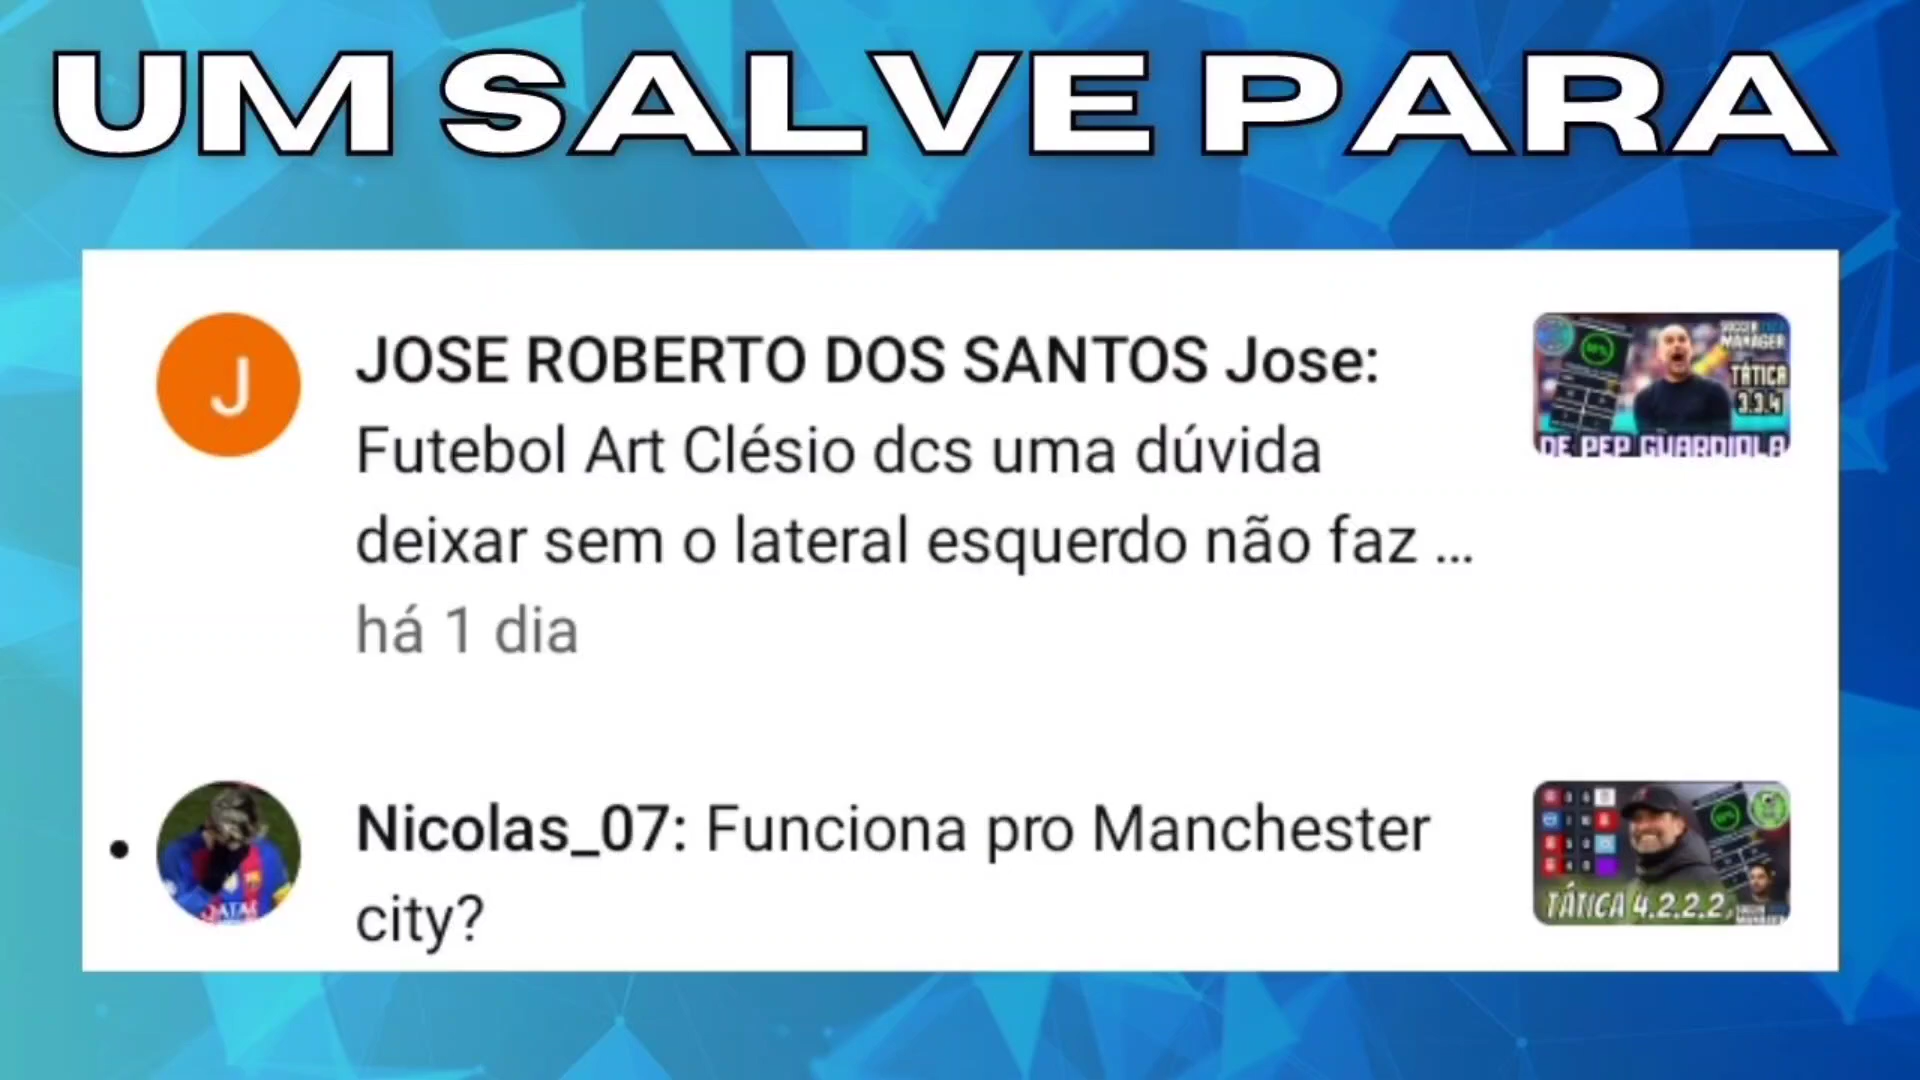 UM SALVE PARA
J
JOSE ROBERTO DOS SANTOS Jose:
Futebol Art Clésio dcs uma dúvida
deixar sem o lateral esquerdo não faz ...
há 1 dia
SOCCER
MANAGER
TÁTICA
3.3.4
DE PEP GUARDIOLA
Nicolas_07: Funciona pro Manchester
city?
TÁTICA 4.2.2.2